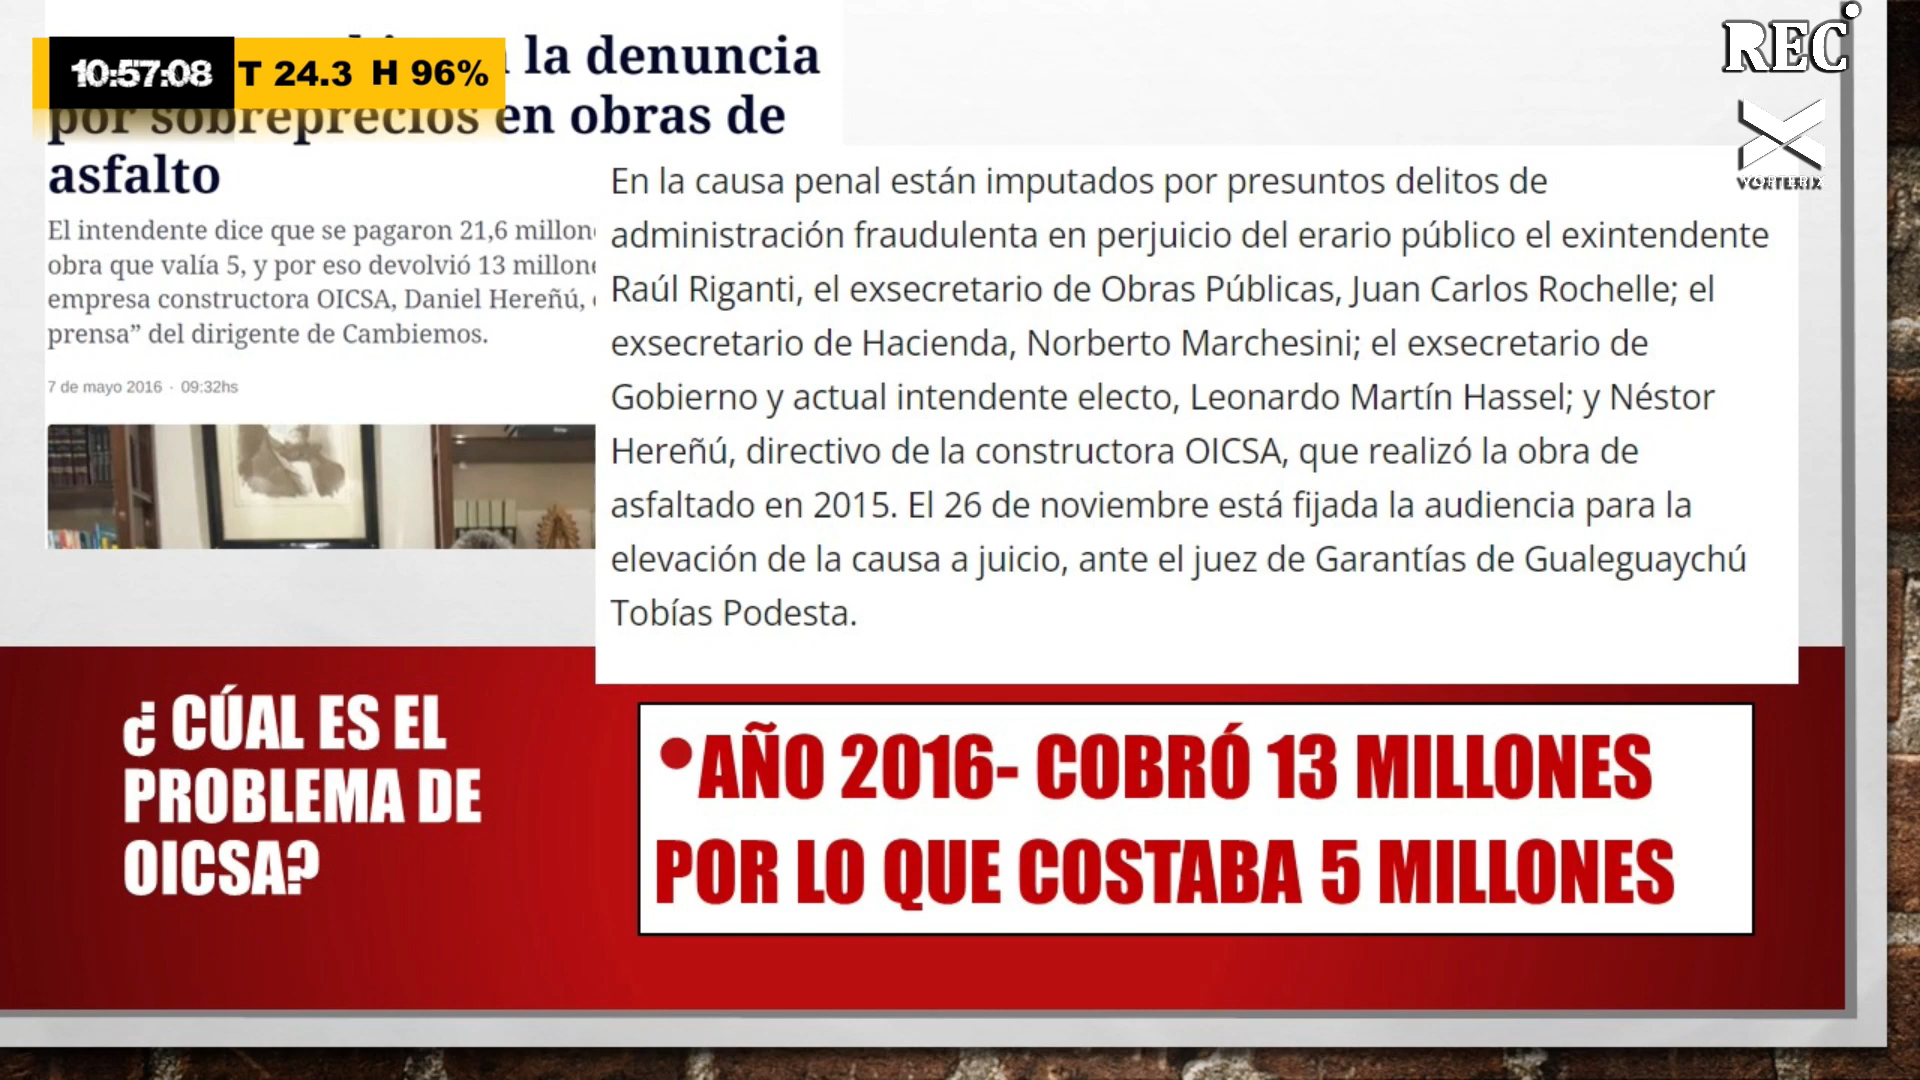 10:57:08 T 24.3 H 96%
REC
VORTERIX
la denuncia
por sobreprecios en obras de
asfalto
El intendente dice que se pagaron 21,6
obra que valía 5, y por eso devolvió 13
empresa constructora OICSA, Daniel Hereñú,
prensa” del dirigente de Cambiemos.
7 de mayo 2016 · 09:32hs
En la causa penal están imputados por presuntos delitos de
administración fraudulenta en perjuicio del erario público el exintendente
Raúl Riganti, el exsecretario de Obras Públicas, Juan Carlos Rochelle; el
exsecretario de Hacienda, Norberto Marchesini; el exsecretario de
Gobierno y actual intendente electo, Leonardo Martín Hassel; y Néstor
Hereñú, directivo de la constructora OICSA, que realizó la obra de
asfaltado en 2015. El 26 de noviembre está fijada la audiencia para la
elevación de la causa a juicio, ante el juez de Garantías de Gualeguaychú
Tobías Podesta.
¿ CÚAL ES EL
PROBLEMA DE
OICSA?
•AÑO 2016- COBRÓ 13 MILLONES
POR LO QUE COSTABA 5 MILLONES